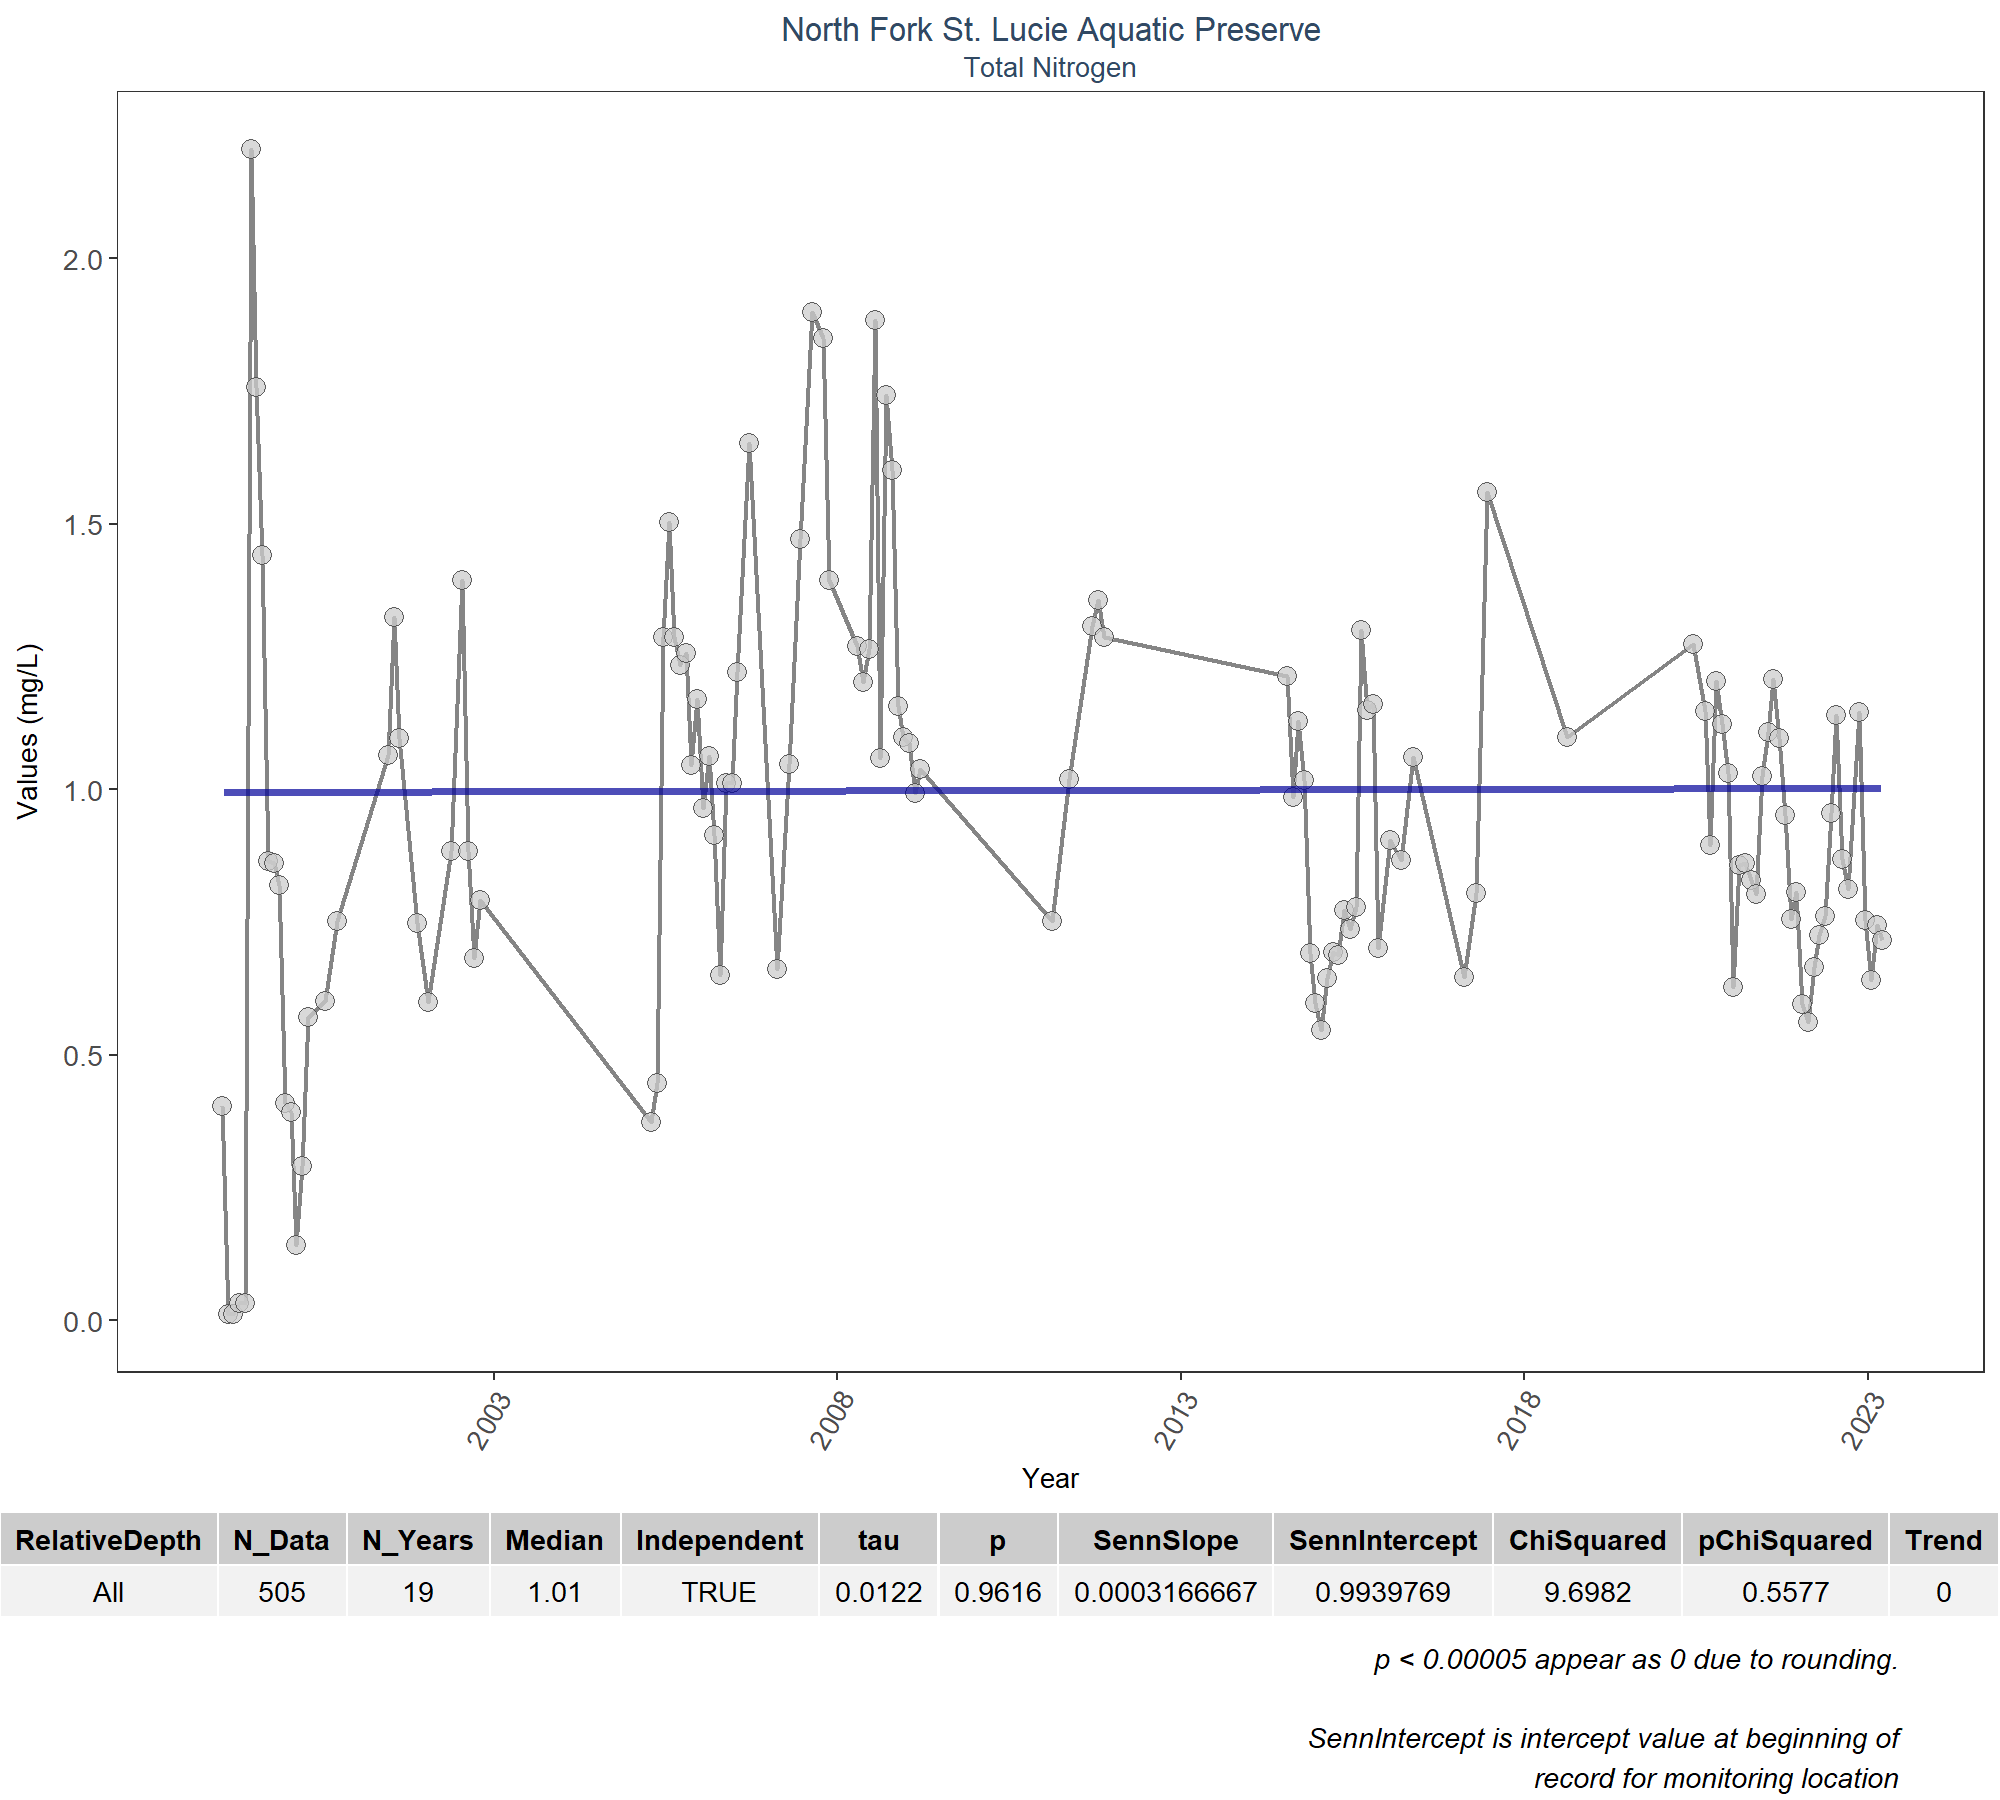 North Fork St. Lucie Aquatic Preserve
Total Nitrogen
Values (mg/L)
2.0
1.5
1.0
0.5
0.0
2003 2008 2013 2018 2023
Year
RelativeDepth N_Data N_Years Median Independent tau p SennSlope SennIntercept ChiSquared pChiSquared Trend
All 505 19 1.01 TRUE 0.0122 0.9616 0.0003166667 0.9939769 9.6982 0.5577 0
p < 0.00005 appear as 0 due to rounding.
SennIntercept is intercept value at beginning of
record for monitoring location